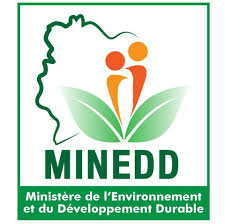 MINEDD
Ministère de l'Environnement
et du Développement Durable